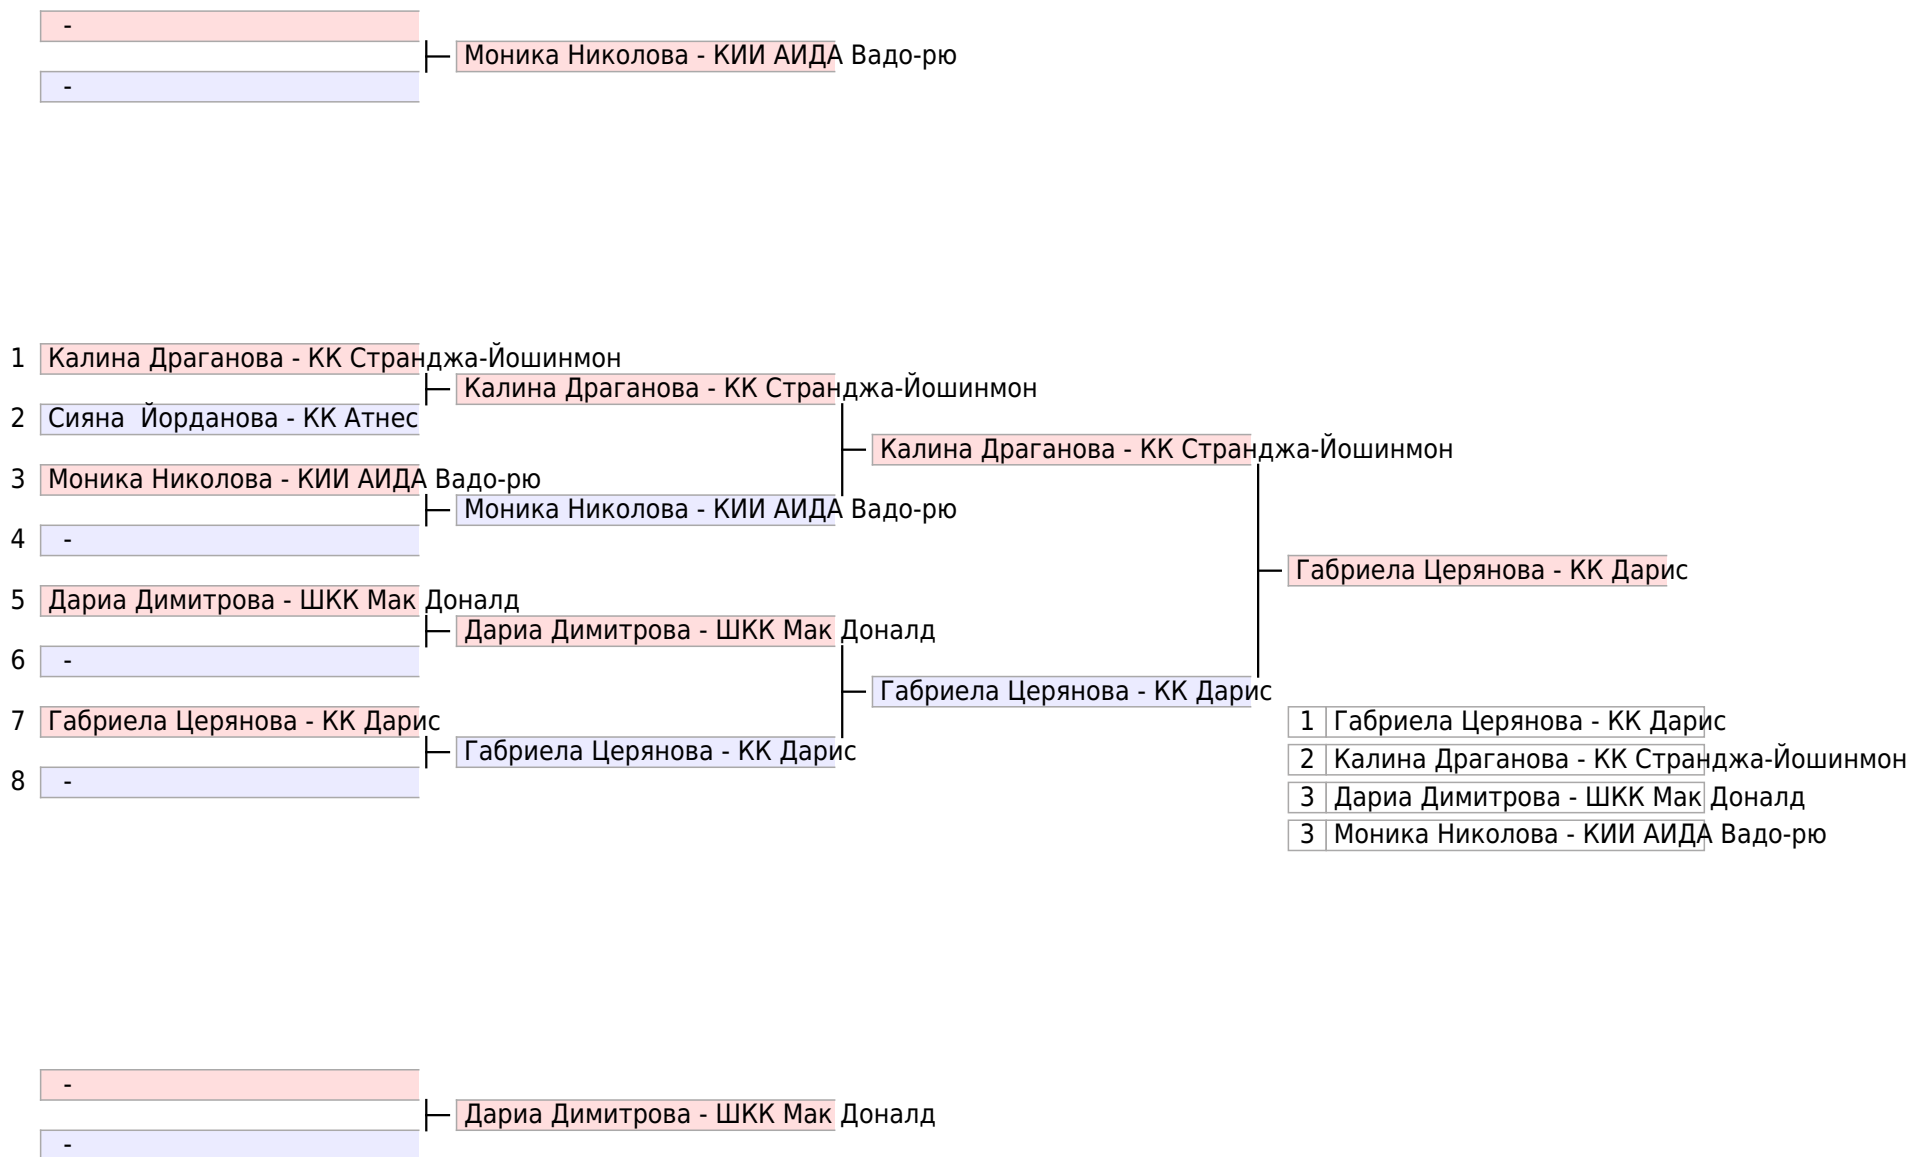 -
Моника Николова - КИИ АИДА Вадо-рю
-
1 Калина Драганова - КК Странджа-Йошинмон
Калина Драганова - КК Странджа-Йошинмон
2 Сияна  Йорданова - КК Атнес
Калина Драганова - КК Странджа-Йошинмон
3 Моника Николова - КИИ АИДА Вадо-рю
Моника Николова - КИИ АИДА Вадо-рю
4 -
Габриела Церянова - КК Дарис
5 Дариа Димитрова - ШКК Мак Доналд
Дариа Димитрова - ШКК Мак Доналд
6 -
Габриела Церянова - КК Дарис
7 Габриела Церянова - КК Дарис
1 Габриела Церянова - КК Дарис
Габриела Церянова - КК Дарис
2 Калина Драганова - КК Странджа-Йошинмон
8 -
3 Дариа Димитрова - ШКК Мак Доналд
3 Моника Николова - КИИ АИДА Вадо-рю
-
Дариа Димитрова - ШКК Мак Доналд
-